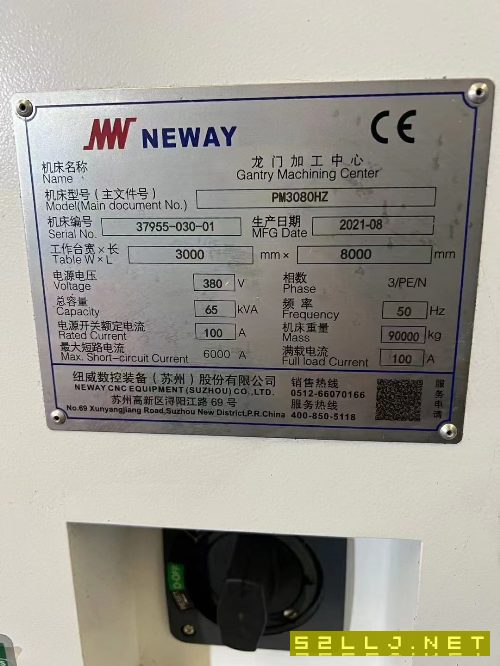 NEWAY CE
机床名称 龙门加工中心
Name Gantry Machining Center
机床型号(主文件号) PM3080HZ
Model(Main document No.)
机床编号 37955-030-01 生产日期 2021-08
Serial No. MFG Date
工作台宽×长 3000 mm× 8000 mm
Table W×L
电源电压 380 V 相数 3/PE/N
Voltage Phase
总容量 65 kVA 频率 50 Hz
Capacity Frequency
电源开关额定电流 100 A 机床重量 90000 kg
Rated Current Mass
最大短路电流 6000 A 满载电流 100 A
Max. Short-circuit Current Full load Current
纽威数控装备(苏州)股份有限公司 销售热线
NEWAY CNC EQUIPMENT (SUZHOU) CO.,LTD. 0512-66070166
苏州高新区浔阳江路 69 号 服务热线
No.69 Xunyangjiang Road,Suzhou New District,P.R.China 400-850-5118
服务申请
52LLJ.NET